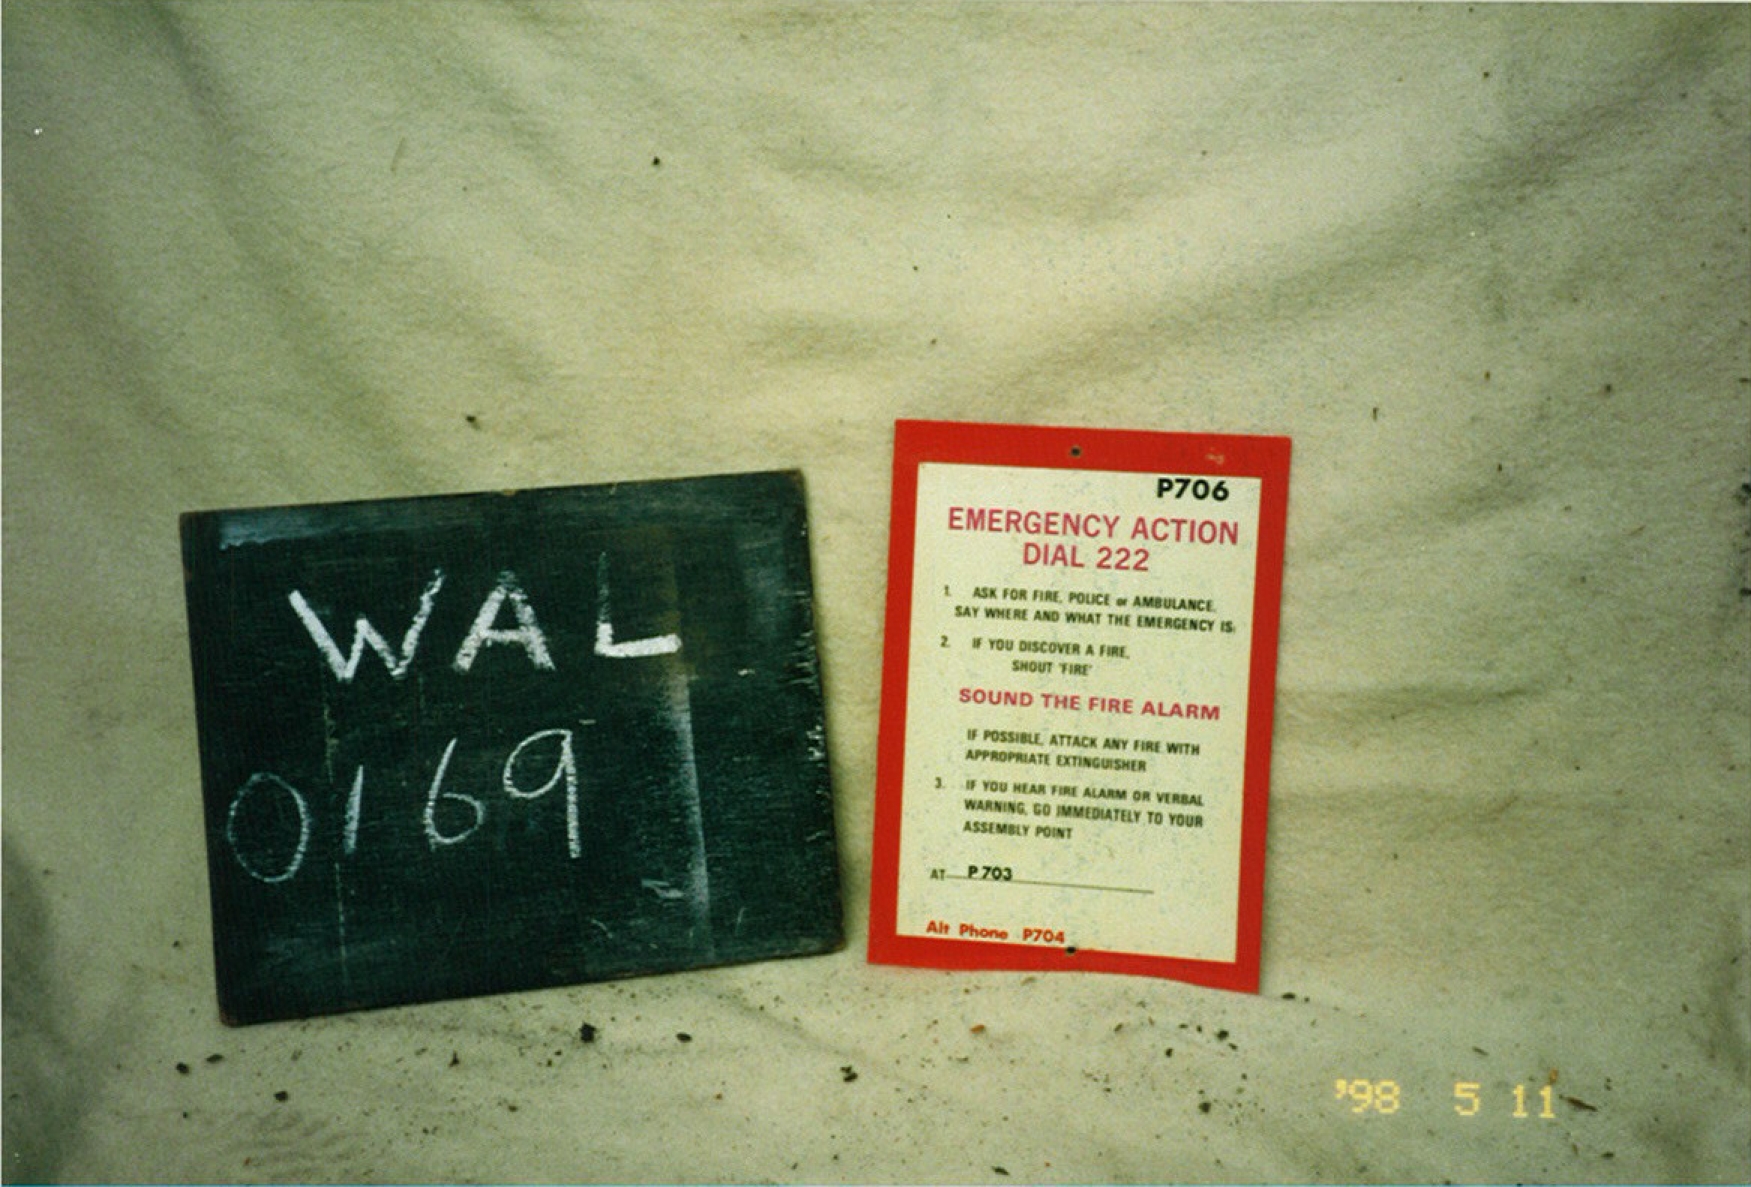 WAL
0169
P706
EMERGENCY ACTION
DIAL 222
1. ASK FOR FIRE, POLICE or AMBULANCE,
SAY WHERE AND WHAT THE EMERGENCY IS:
2. IF YOU DISCOVER A FIRE,
SHOUT 'FIRE'
SOUND THE FIRE ALARM
IF POSSIBLE, ATTACK ANY FIRE WITH
APPROPRIATE EXTINGUISHER
3. IF YOU HEAR FIRE ALARM OR VERBAL
WARNING, GO IMMEDIATELY TO YOUR
ASSEMBLY POINT
AT P703
Alt Phone P704
'98 5 11